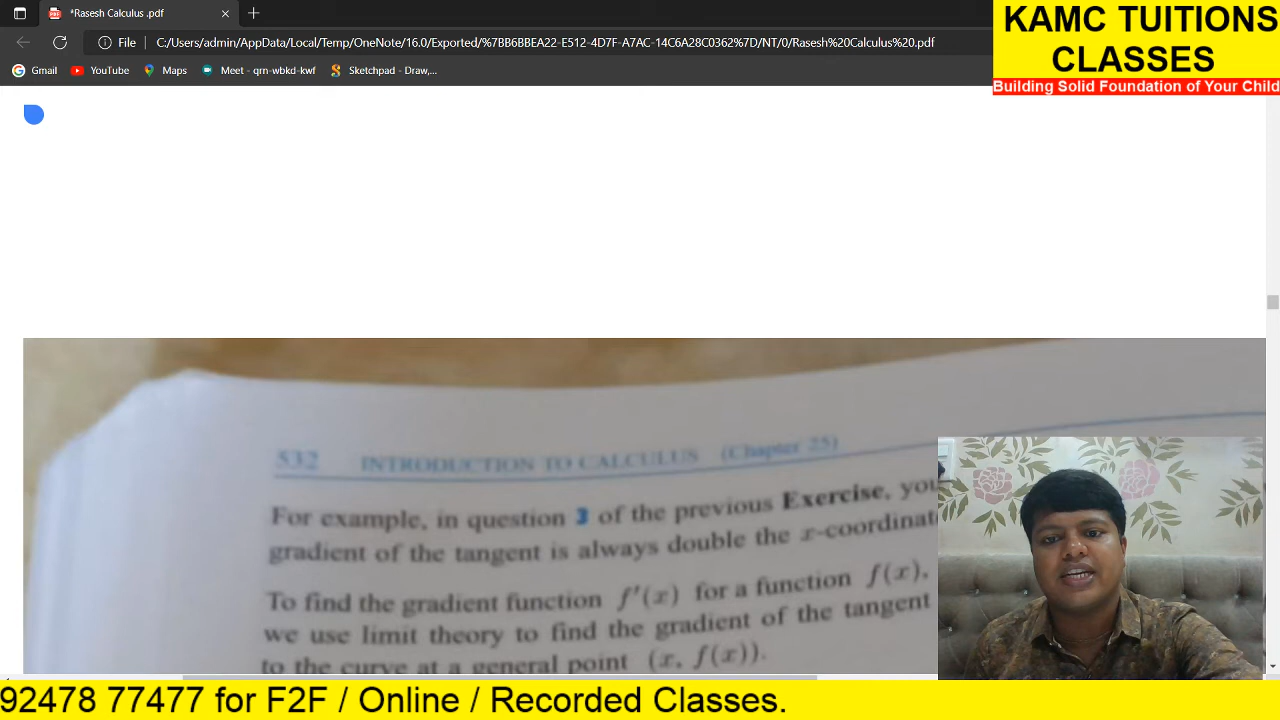 *Rasesh Calculus .pdf
KAMC TUITIONS
CLASSES
Building Solid Foundation of Your Child
File
C:/Users/admin/AppData/Local/Temp/OneNote/16.0/Exported/%7BB6BBEA22-E512-4D7F-A7AC-14C6A28C0362%7D/NT/0/Rasesh%20Calculus%20.pdf
Gmail
YouTube
Maps
Meet - qrn-wbkd-kwf
Sketchpad - Draw,...
532 INTRODUCTION TO CALCULUS (Chapter 25)
For example, in question 3 of the previous Exercise, you
gradient of the tangent is always double the x-coordinat
To find the gradient function f'(x) for a function f(x),
we use limit theory to find the gradient of the tangent
to the curve at a general point (x, f(x)).
92478 77477 for F2F / Online / Recorded Classes.